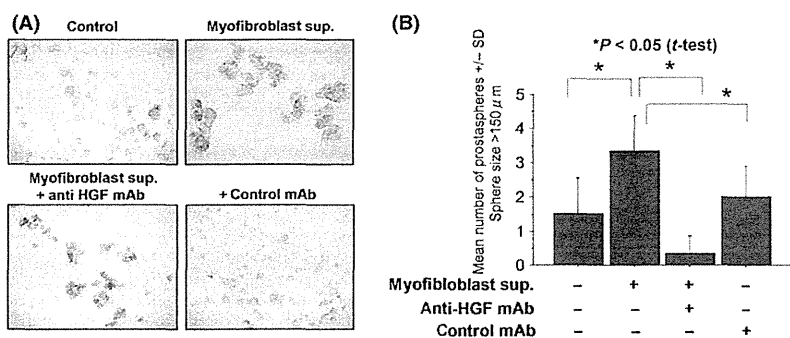 (A)
Control
Myofibroblast sup.
Myofibroblast sup.
+ anti HGF mAb
+ Control mAb
(B)
*P < 0.05 (t-test)
* * *
Mean number of prostaspheres +/− SD
Sphere size >150 μm
5
4
3
2
1
0
Myofibloblast sup. − + + −
Anti-HGF mAb − − + −
Control mAb − − − +